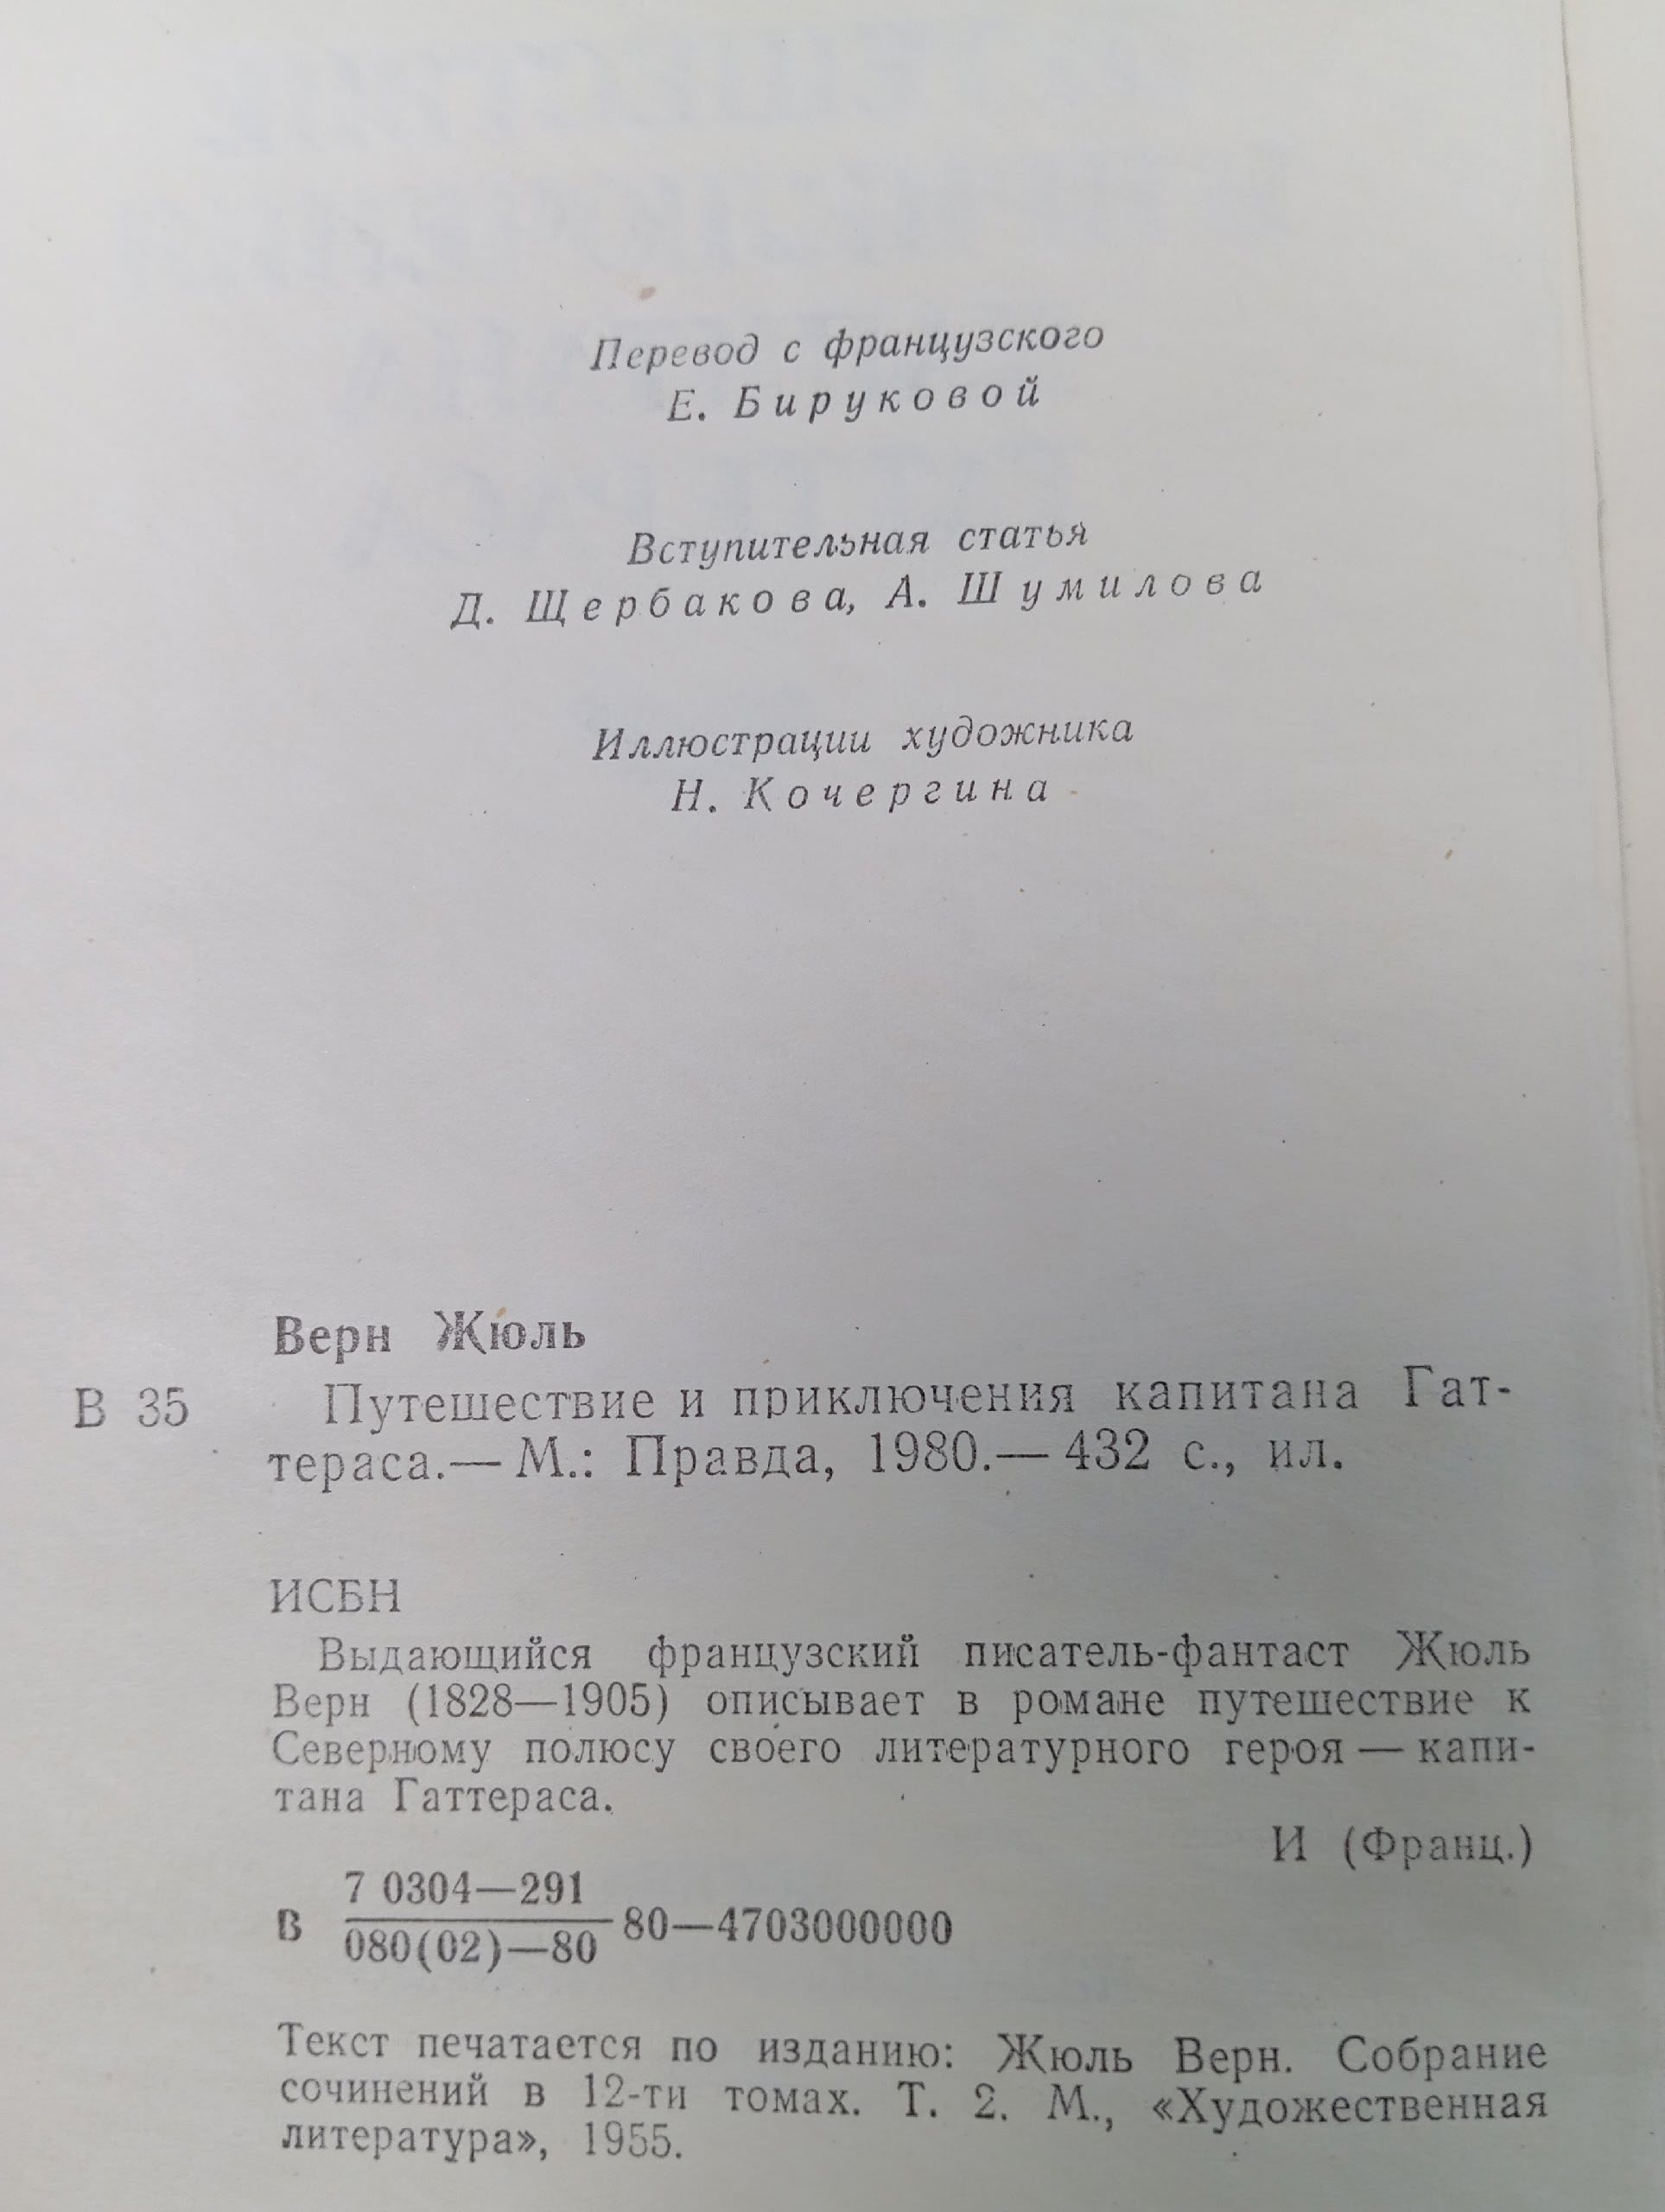 Перевод с французского
Е. Бируковой
Вступительная статья
Д. Щербакова, А. Шумилова
Иллюстрации художника
Н. Кочергина
Верн Жюль
В 35 Путешествие и приключения капитана Гат-
тераса.— М.: Правда, 1980.— 432 с., ил.
ИСБН
Выдающийся французский писатель-фантаст Жюль
Верн (1828—1905) описывает в романе путешествие к
Северному полюсу своего литературного героя — капи-
тана Гаттераса.
И (Франц.)
7 0304—291
В 80—4703000000
080(02)—80
Текст печатается по изданию: Жюль Верн. Собрание
сочинений в 12-ти томах. Т. 2. М., «Художественная
литература», 1955.